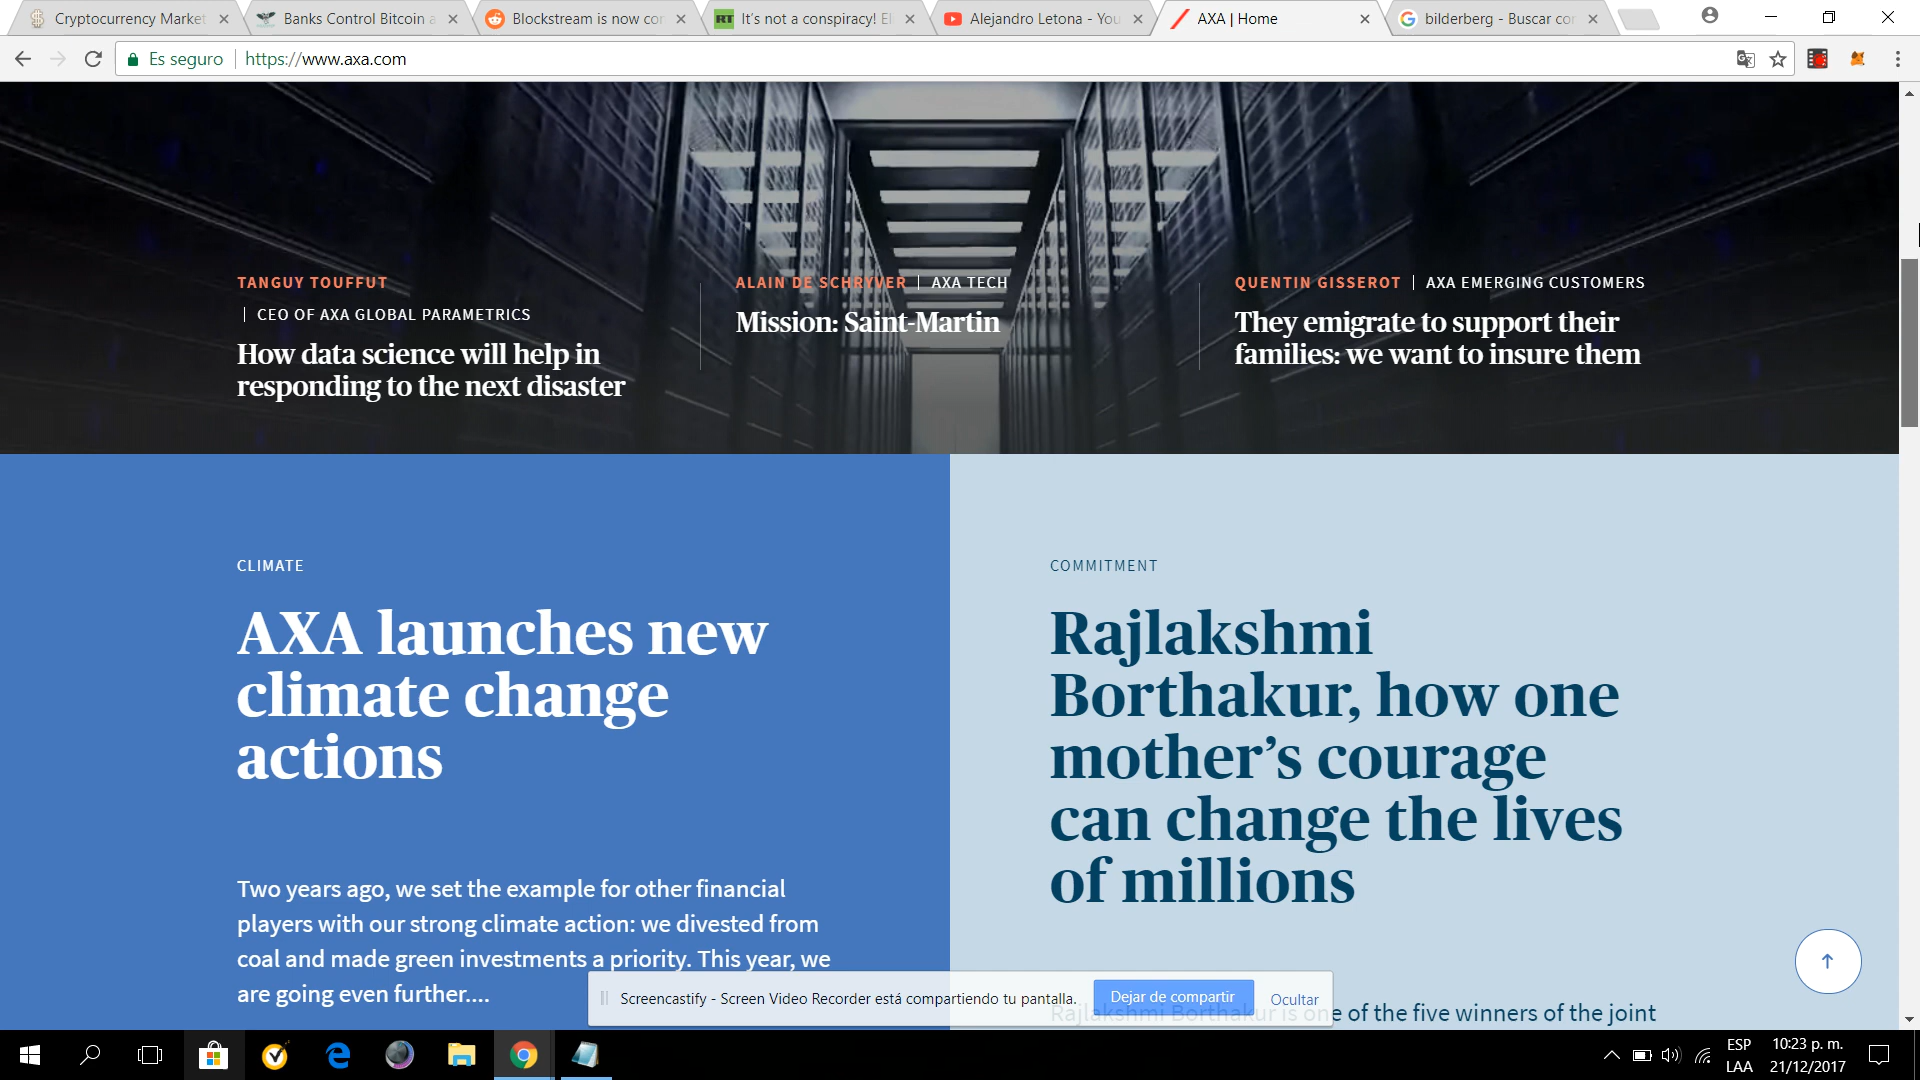 Cryptocurrency Market
Banks Control Bitcoin a
Blockstream is now con
RT It's not a conspiracy! El
Alejandro Letona - You
AXA | Home
bilderberg - Buscar con
Es seguro | https://www.axa.com
TANGUY TOUFFUT
| CEO OF AXA GLOBAL PARAMETRICS
How data science will help in
responding to the next disaster
ALAIN DE SCHRYVER | AXA TECH
Mission: Saint-Martin
QUENTIN GISSEROT | AXA EMERGING CUSTOMERS
They emigrate to support their
families: we want to insure them
CLIMATE
AXA launches new
climate change
actions
Two years ago, we set the example for other financial
players with our strong climate action: we divested from
coal and made green investments a priority. This year, we
are going even further....
COMMITMENT
Rajlakshmi
Borthakur, how one
mother's courage
can change the lives
of millions
Rajlakshmi Borthakur is one of the five winners of the joint
Screencastify - Screen Video Recorder está compartiendo tu pantalla.
Dejar de compartir
Ocultar
ESP
LAA
10:23 p. m.
21/12/2017